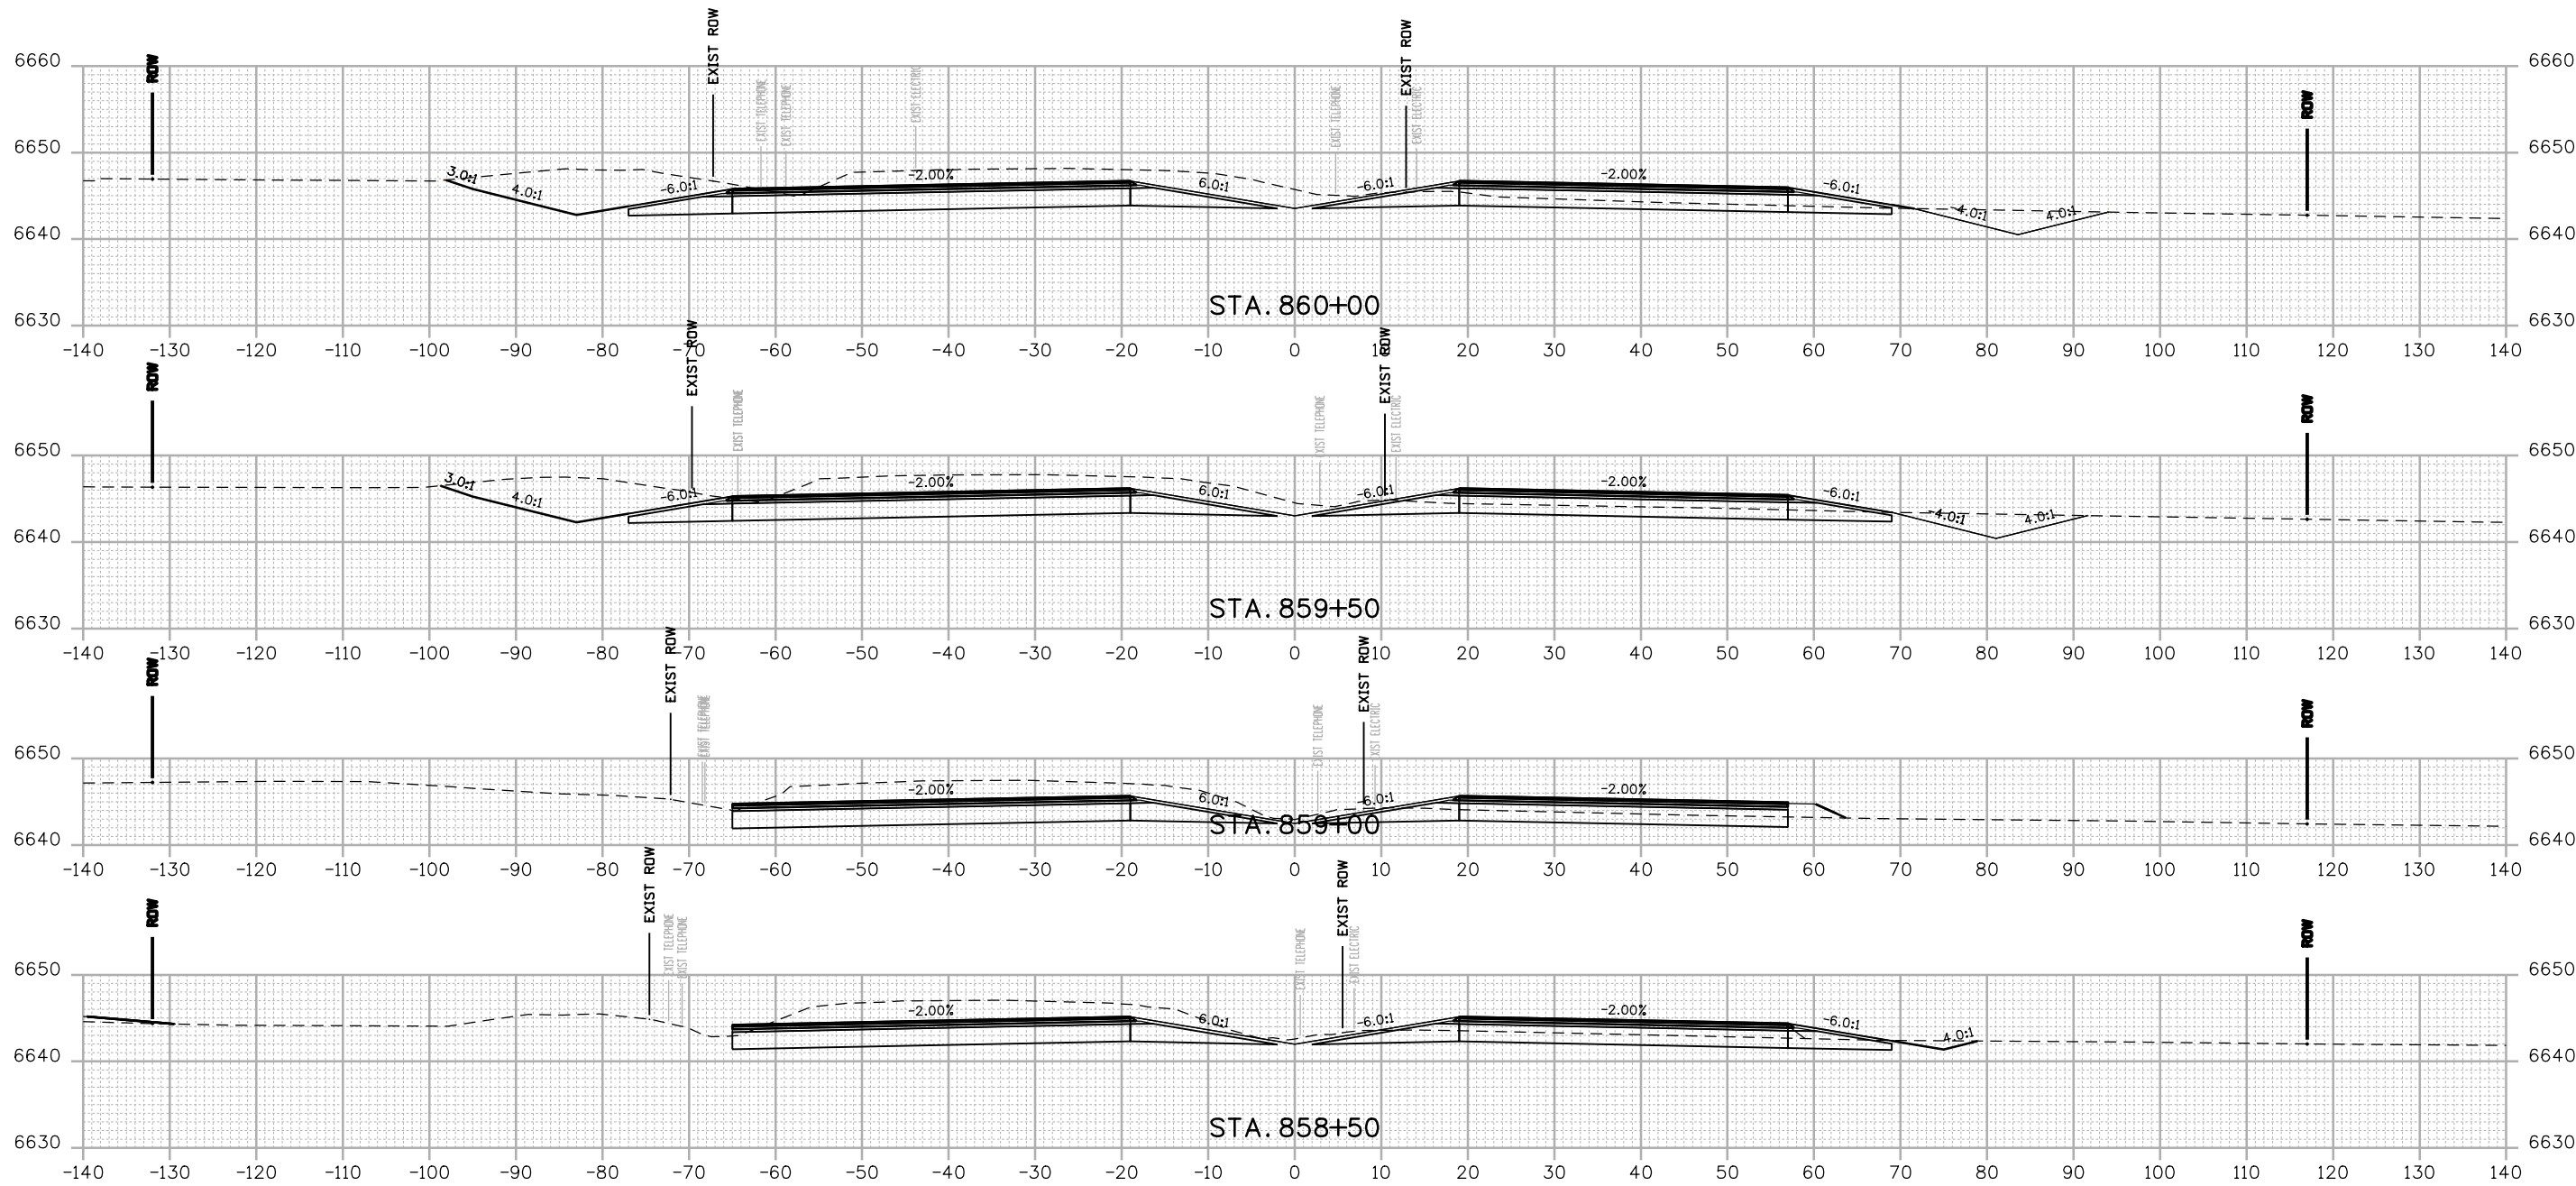 EXIST ROW
EXIST ROW
ROW
6660
6660
EXIST TELEPHONE
EXIST TELEPHONE
EXIST ELECTRIC
EXIST TELEPHONE
EXIST ELECTRIC
ROW
6650
6650
3.0:1
4.0:1
-6.0:1
-2.00%
6.0:1
-6.0:1
-2.00%
-6.0:1
-4.0:1
4.0:1
6640
6640
STA. 860+00
6630
6630
-140 -130 -120 -110 -100 -90 -80 -70 -60 -50 -40 -30 -20 -10 0 10 20 30 40 50 60 70 80 90 100 110 120 130 140
EXIST ROW
EXIST ROW
ROW
EXIST TELEPHONE
EXIST TELEPHONE
EXIST ELECTRIC
ROW
6650
6650
3.0:1
4.0:1
-6.0:1
-2.00%
6.0:1
-6.0:1
-2.00%
-6.0:1
-4.0:1
4.0:1
6640
6640
STA. 859+50
6630
6630
-140 -130 -120 -110 -100 -90 -80 -70 -60 -50 -40 -30 -20 -10 0 10 20 30 40 50 60 70 80 90 100 110 120 130 140
EXIST ROW
EXIST ROW
ROW
EXIST TELEPHONE
EXIST TELEPHONE
EXIST TELEPHONE
EXIST ELECTRIC
ROW
6650
6650
-2.00%
6.0:1
-6.0:1
-2.00%
STA. 859+00
6640
6640
-140 -130 -120 -110 -100 -90 -80 -70 -60 -50 -40 -30 -20 -10 0 10 20 30 40 50 60 70 80 90 100 110 120 130 140
EXIST ROW
EXIST ROW
ROW
EXIST TELEPHONE
EXIST TELEPHONE
EXIST TELEPHONE
EXIST ELECTRIC
ROW
6650
6650
-2.00%
6.0:1
-6.0:1
-2.00%
-6.0:1
4.0:1
6640
6640
STA. 858+50
6630
6630
-140 -130 -120 -110 -100 -90 -80 -70 -60 -50 -40 -30 -20 -10 0 10 20 30 40 50 60 70 80 90 100 110 120 130 140